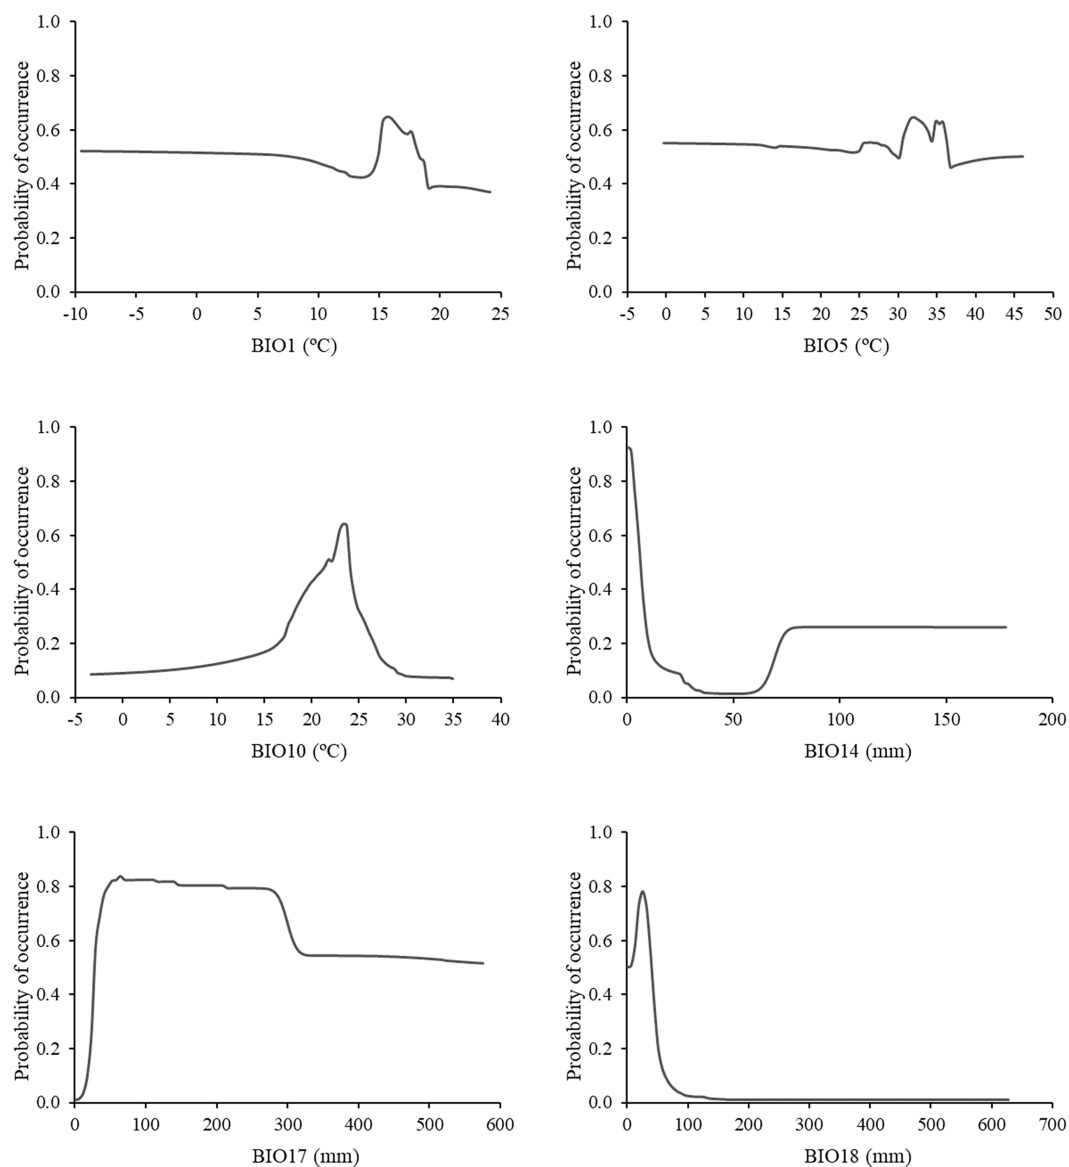 1.0
0.8
0.6
0.4
0.2
0.0
Probability of occurrence
-10 -5 0 5 10 15 20 25
BIO1 (ºC)
1.0
0.8
0.6
0.4
0.2
0.0
Probability of occurrence
-5 0 5 10 15 20 25 30 35 40 45 50
BIO5 (ºC)
1.0
0.8
0.6
0.4
0.2
0.0
Probability of occurrence
-5 0 5 10 15 20 25 30 35 40
BIO10 (ºC)
1.0
0.8
0.6
0.4
0.2
0.0
Probability of occurrence
0 50 100 150 200
BIO14 (mm)
1.0
0.8
0.6
0.4
0.2
0.0
Probability of occurrence
0 100 200 300 400 500 600
BIO17 (mm)
1.0
0.8
0.6
0.4
0.2
0.0
Probability of occurrence
0 100 200 300 400 500 600 700
BIO18 (mm)